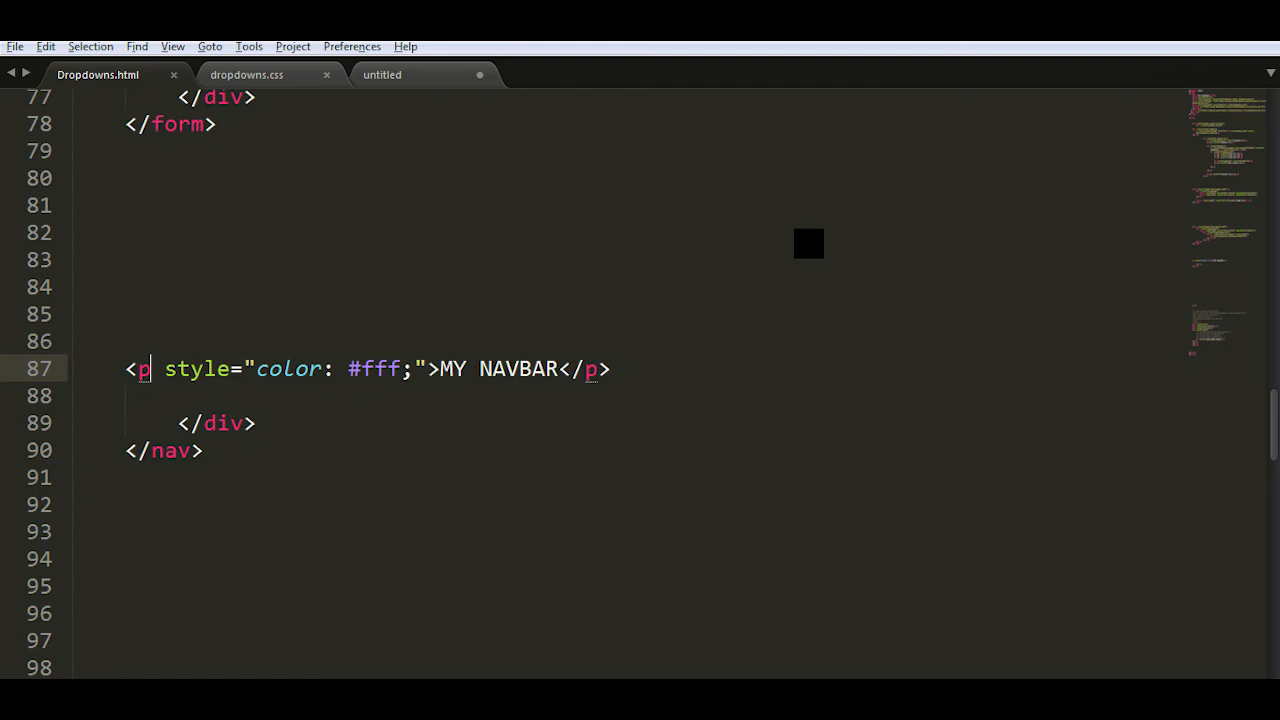 File Edit Selection Find View Goto Tools Project Preferences Help
Dropdowns.html × dropdowns.css × untitled
77 </div>
78 </form>
79
80
81
82
83
84
85
86
87 <p style="color: #fff;">MY NAVBAR</p>
88
89 </div>
90 </nav>
91
92
93
94
95
96
97
98